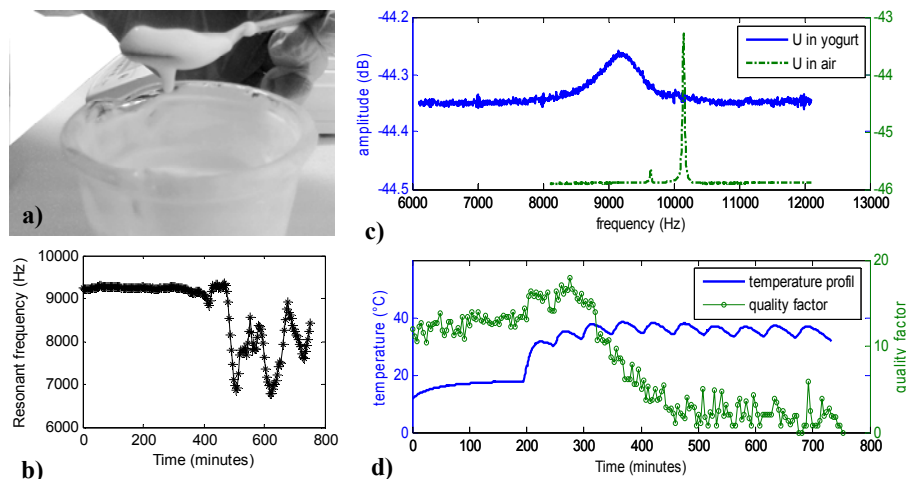 a)
-44.2
-44.3
-44.4
-44.5
amplitude (dB)
-43
-44
-45
-46
U in yogurt
U in air
6000 7000 8000 9000 10000 11000 12000 13000
frequency (Hz)
c)
10000
9000
8000
7000
6000
Resonant frequency (Hz)
0 200 400 600 800
Time (minutes)
b)
40
20
0
temperature (°C)
20
10
0
quality factor
temperature profil
quality factor
0 100 200 300 400 500 600 700 800
Time (minutes)
d)